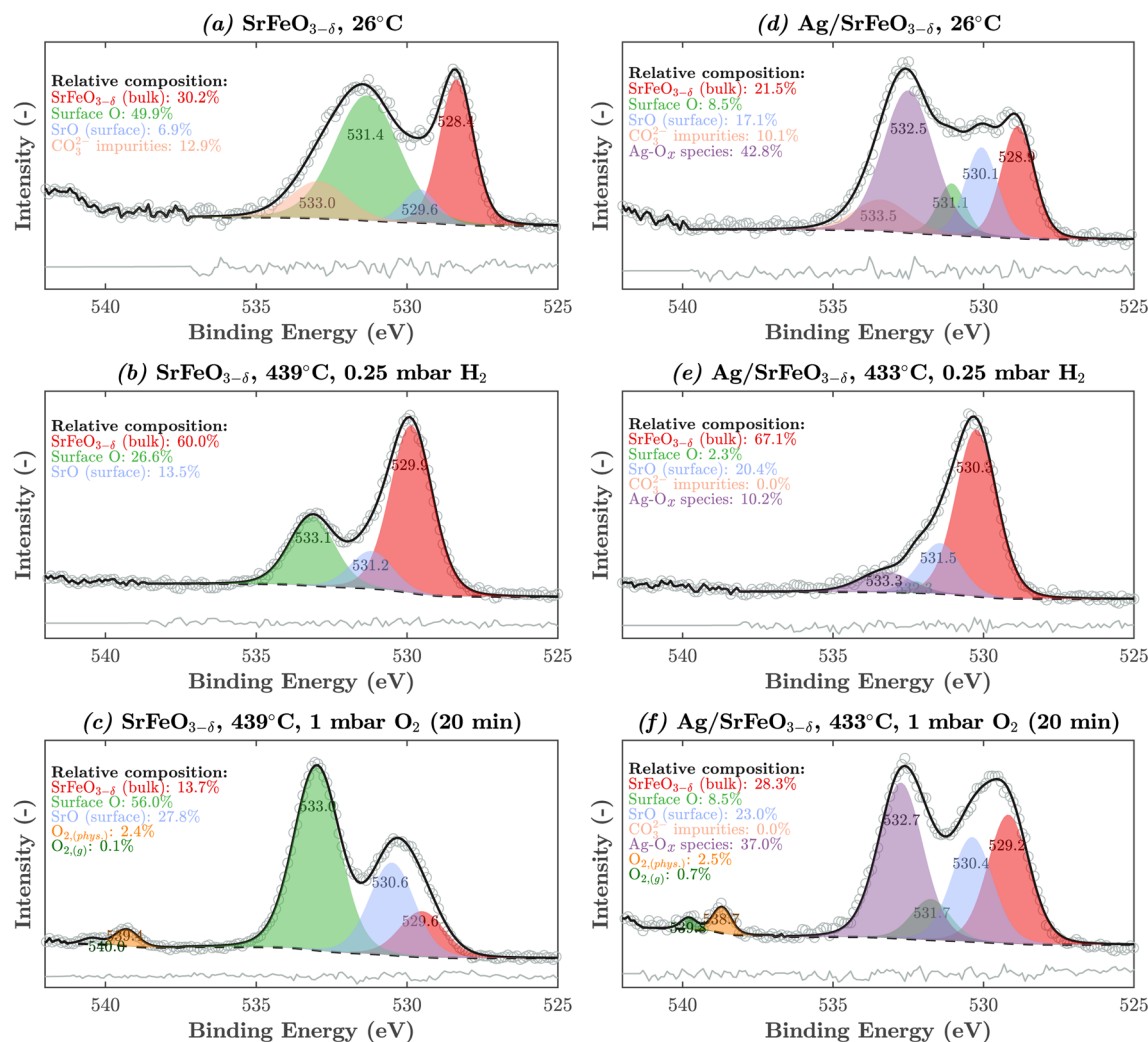 (a) SrFeO₃₋δ, 26°C
Relative composition:
SrFeO₃₋δ (bulk): 30.2%
Surface O: 49.9%
SrO (surface): 6.9%
CO₃²⁻ impurities: 12.9%
528.4
531.4
533.0
529.6
Intensity (-)
540
535
530
525
Binding Energy (eV)
(d) Ag/SrFeO₃₋δ, 26°C
Relative composition:
SrFeO₃₋δ (bulk): 21.5%
Surface O: 8.5%
SrO (surface): 17.1%
CO₃²⁻ impurities: 10.1%
Ag-Oₓ species: 42.8%
532.5
530.1
528.9
533.5
531.1
Intensity (-)
540
535
530
525
Binding Energy (eV)
(b) SrFeO₃₋δ, 439°C, 0.25 mbar H₂
Relative composition:
SrFeO₃₋δ (bulk): 60.0%
Surface O: 26.6%
SrO (surface): 13.5%
529.9
533.1
531.2
Intensity (-)
540
535
530
525
Binding Energy (eV)
(e) Ag/SrFeO₃₋δ, 433°C, 0.25 mbar H₂
Relative composition:
SrFeO₃₋δ (bulk): 67.1%
Surface O: 2.3%
SrO (surface): 20.4%
CO₃²⁻ impurities: 0.0%
Ag-Oₓ species: 10.2%
530.3
531.5
533.3
Intensity (-)
540
535
530
525
Binding Energy (eV)
(c) SrFeO₃₋δ, 439°C, 1 mbar O₂ (20 min)
Relative composition:
SrFeO₃₋δ (bulk): 13.7%
Surface O: 56.0%
SrO (surface): 27.8%
O₂,(phys.): 2.4%
O₂,(g): 0.1%
533.0
530.6
529.6
539.4
540.0
Intensity (-)
540
535
530
525
Binding Energy (eV)
(f) Ag/SrFeO₃₋δ, 433°C, 1 mbar O₂ (20 min)
Relative composition:
SrFeO₃₋δ (bulk): 28.3%
Surface O: 8.5%
SrO (surface): 23.0%
CO₃²⁻ impurities: 0.0%
Ag-Oₓ species: 37.0%
O₂,(phys.): 2.5%
O₂,(g): 0.7%
532.7
529.2
530.4
531.7
538.7
Intensity (-)
540
535
530
525
Binding Energy (eV)